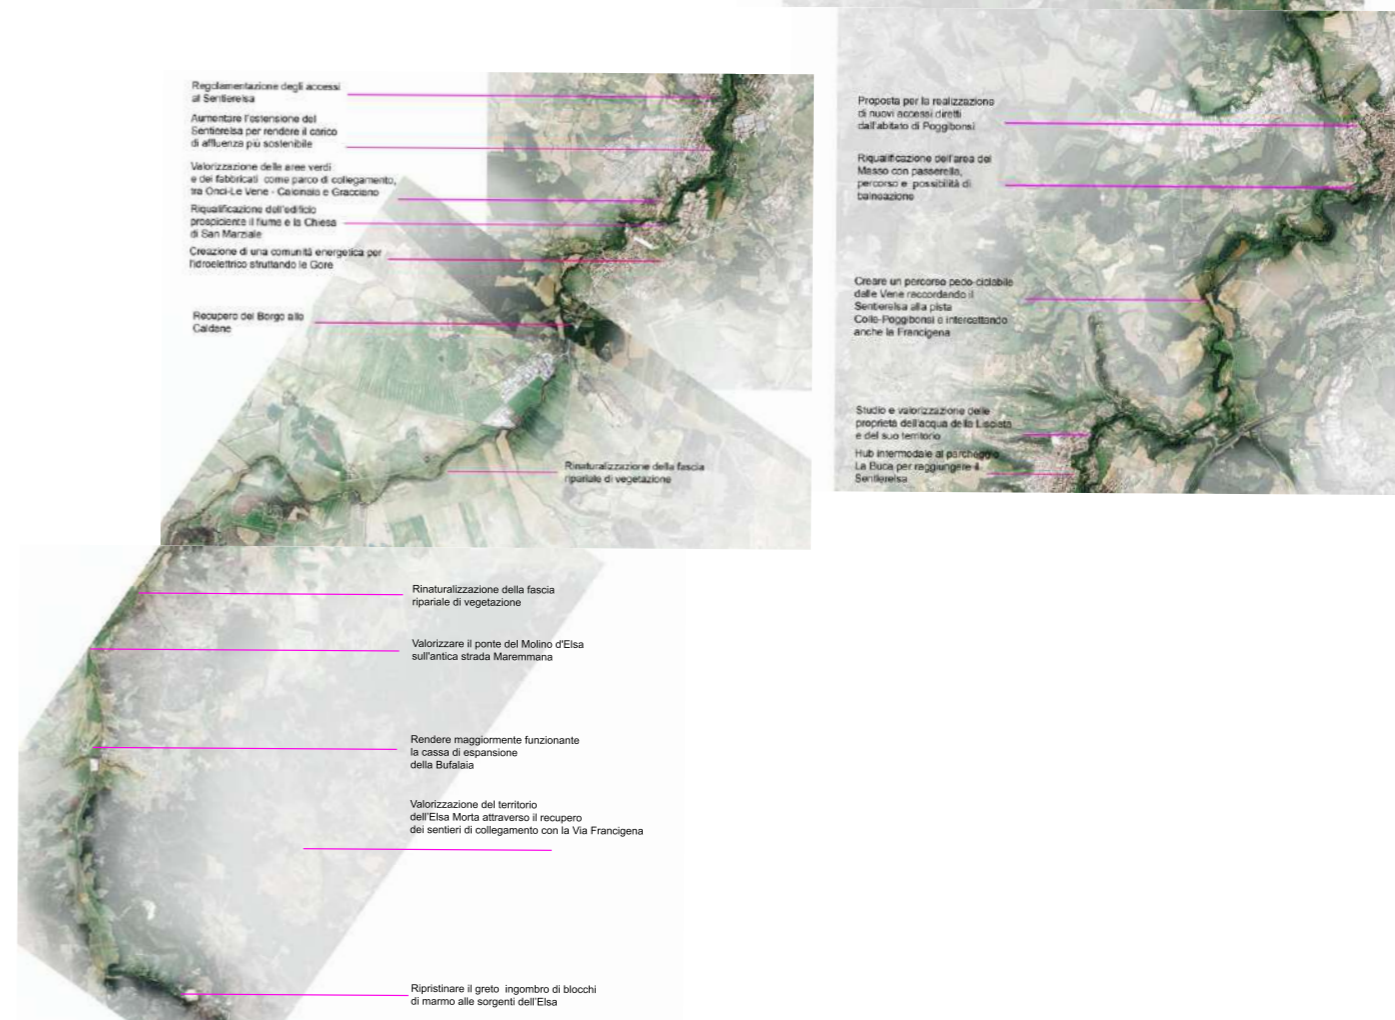 Regolamentazione degli accessi
al Sentierelsa
Aumentare l'estensione del
Sentierelsa per rendere il carico
di affluenza più sostenibile
Valorizzazione delle aree verdi
e dei fabbricati come parco di collegamento,
tra Onci-Le Vene - Calcinaia e Gracciano
Riqualificazione dell'edificio
prospiciente il fiume e la Chiesa
di San Marziale
Creazione di una comunità energetica per
l'idroelettrico sfruttando le Gore
Recupero del Borgo alle
Caldane
Rinaturalizzazione della fascia
ripariale di vegetazione
Proposta per la realizzazione
di nuovi accessi diretti
dall'abitato di Poggibonsi
Riqualificazione dell'area del
Masso con passerella,
percorso e possibilità di
balneazione
Creare un percorso pedo-ciclabile
dalle Vene raccordando il
Sentierelsa alla pista
Colle-Poggibonsi e intercettando
anche la Francigena
Studio e valorizzazione delle
proprietà dell'acqua della Lisciata
e del suo territorio
Hub intermodale al parcheggio
La Buca per raggiungere il
Sentierelsa
Rinaturalizzazione della fascia
ripariale di vegetazione
Valorizzare il ponte del Molino d'Elsa
sull'antica strada Maremmana
Rendere maggiormente funzionante
la cassa di espansione
della Bufalaia
Valorizzazione del territorio
dell'Elsa Morta attraverso il recupero
dei sentieri di collegamento con la Via Francigena
Ripristinare il greto ingombro di blocchi
di marmo alle sorgenti dell'Elsa